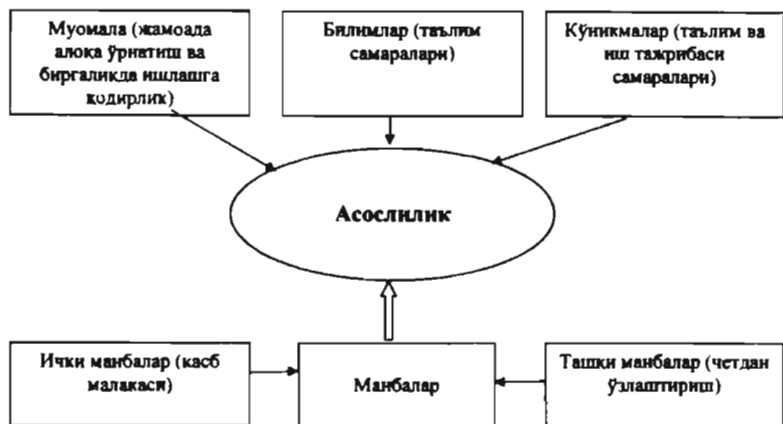 Муомала (жамоада
алоқа ўрнатиш ва
биргаликда ишлашга
қодирлик)
Билимлар (таълим
самаралари)
Кўникмалар (таълим ва
иш тажрибаси
самаралари)
Асослилик
Ички манбалар (касб
малакаси)
Манбалар
Ташқи манбалар (четдан
ўзлаштириш)